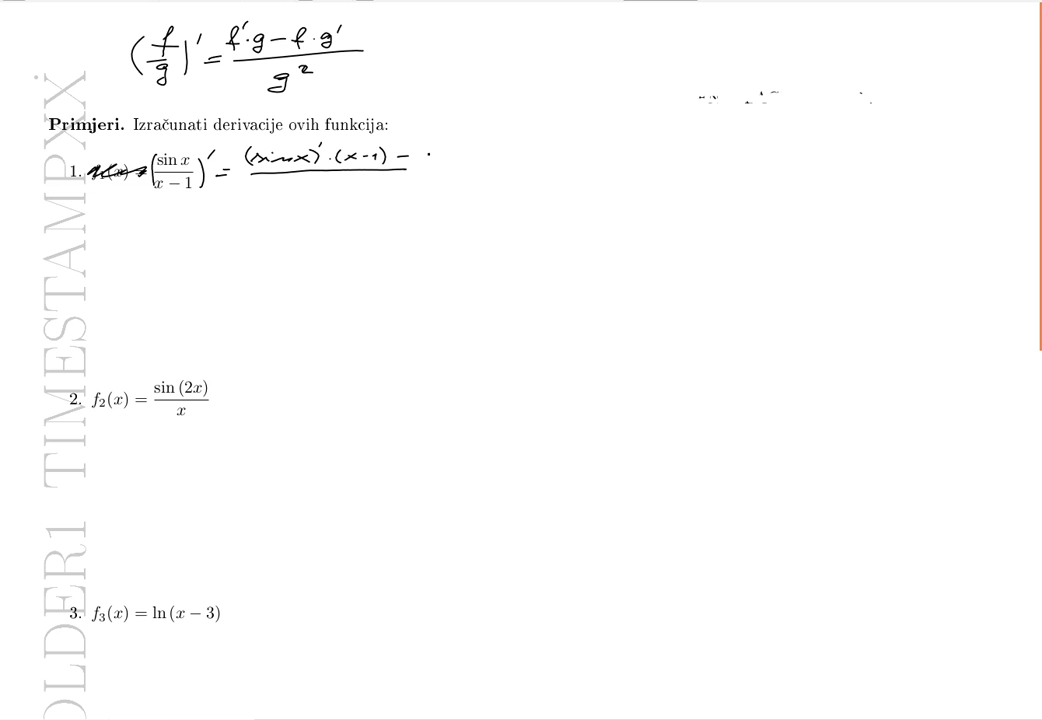 (f/g)' = (f'·g − f·g')/g²
Primjeri. Izračunati derivacije ovih funkcija:
1. (sin x/(x − 1))' = (sin x)'·(x−1) −
2. f₂(x) = sin (2x)/x
3. f₃(x) = ln (x − 3)
OLDER1 TIMESTAMPXX